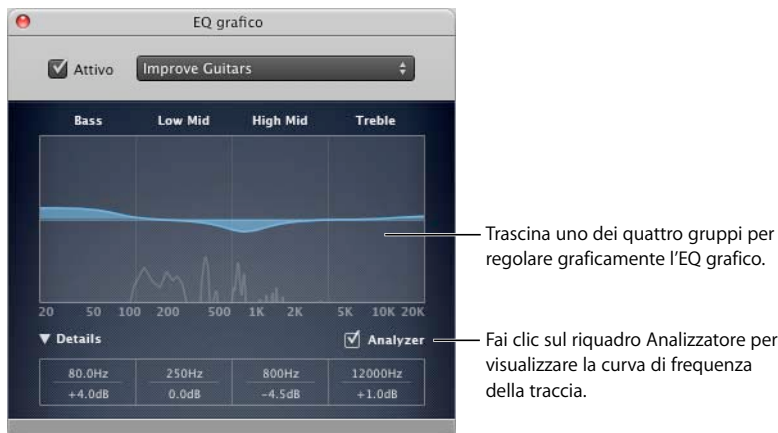 EQ grafico
Attivo
Improve Guitars
Bass Low Mid High Mid Treble
20 50 100 200 500 1K 2K 5K 10K 20K
Details
Analyzer
80.0Hz 250Hz 800Hz 12000Hz
+4.0dB 0.0dB -4.5dB +1.0dB
Trascina uno dei quattro gruppi per
regolare graficamente l'EQ grafico.
Fai clic sul riquadro Analizzatore per
visualizzare la curva di frequenza
della traccia.